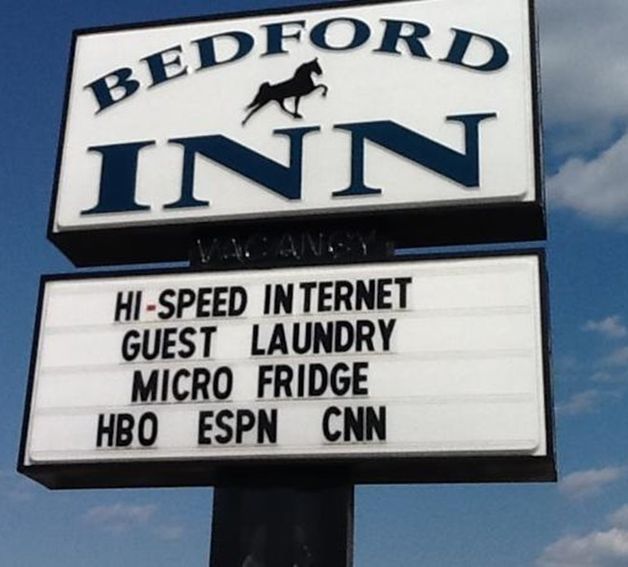 BEDFORD
INN
VACANCY
HI-SPEED INTERNET
GUEST LAUNDRY
MICRO FRIDGE
HBO ESPN CNN